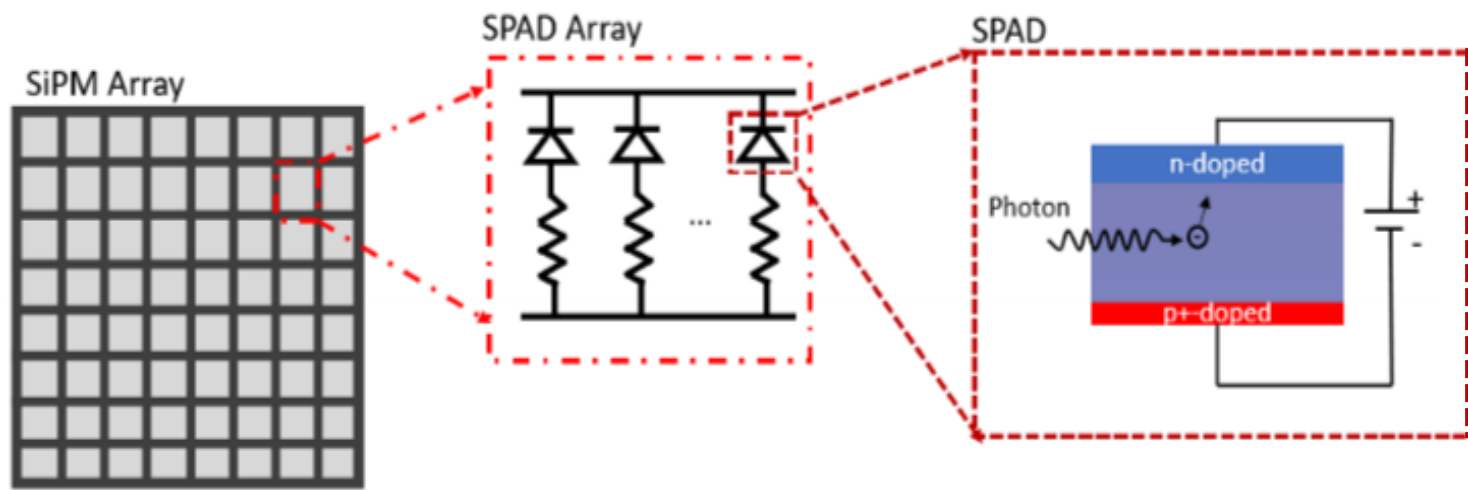 SiPM Array
SPAD Array
...
SPAD
n-doped
Photon
-
+
-
p+-doped